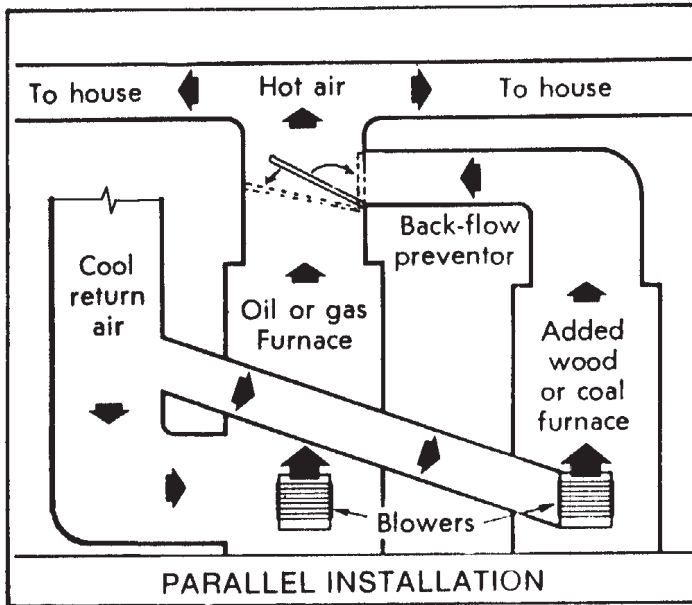 To house
Hot air
To house
Back-flow
preventor
Cool
return
air
Oil or gas
Furnace
Added
wood
or coal
furnace
Blowers
PARALLEL INSTALLATION